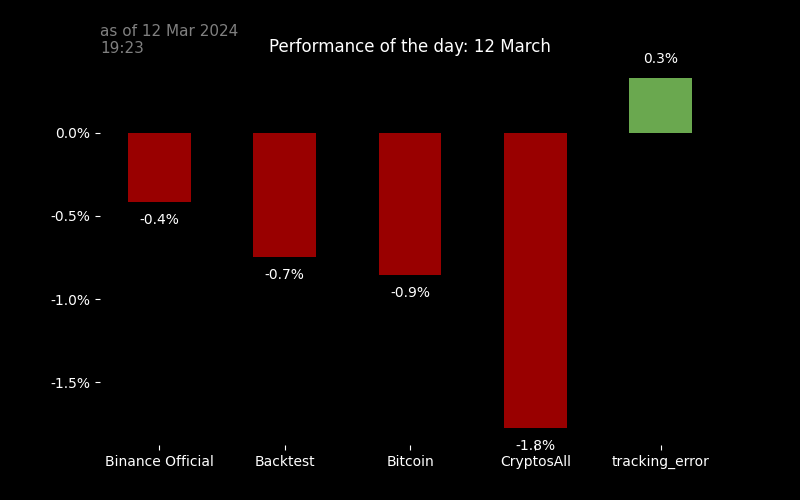 as of 12 Mar 2024
19:23
Performance of the day: 12 March
0.3%
0.0%
-0.4%
-0.5%
-0.7%
-0.9%
-1.0%
-1.5%
-1.8%
Binance Official
Backtest
Bitcoin
CryptosAll
tracking_error